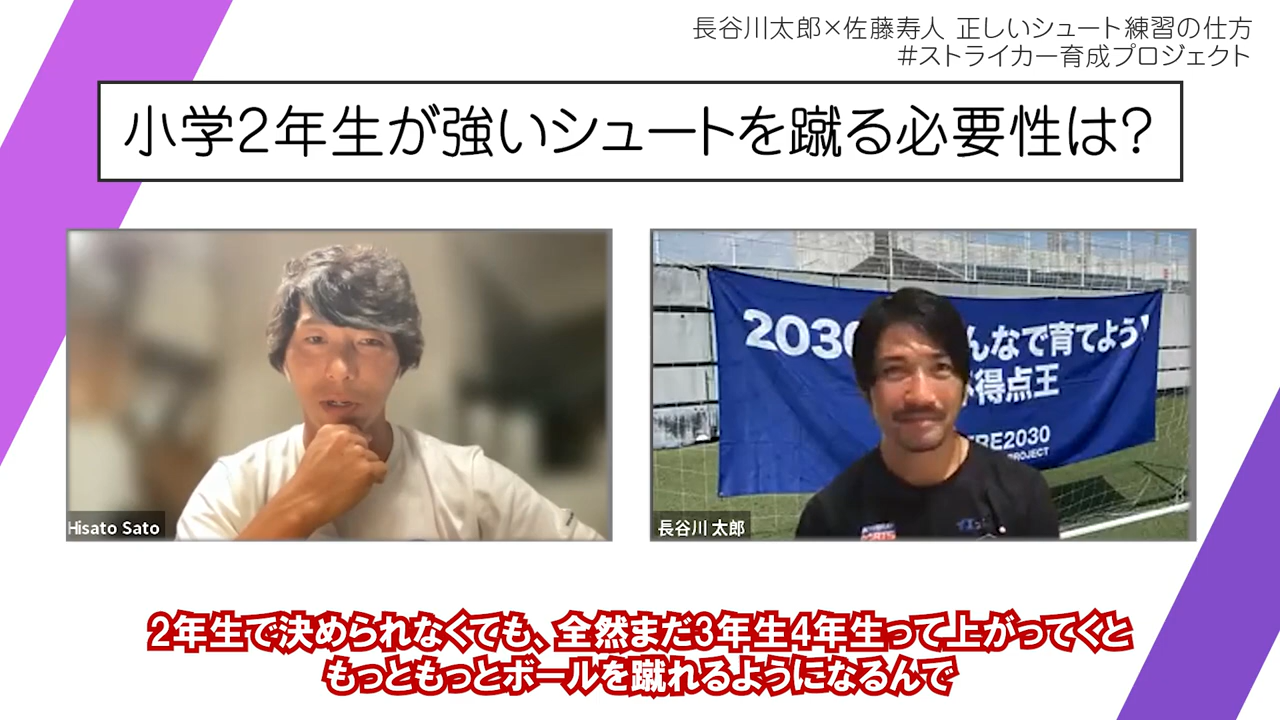 長谷川太郎×佐藤寿人 正しいシュート練習の仕方
#ストライカー育成プロジェクト
小学2年生が強いシュートを蹴る必要性は?
2030
んなで育てよう!
得点王
RE2030
PROJECT
Hisato Sato
長谷川 太郎
2年生で決められなくても、全然まだ3年生4年生って上がってくと
もっともっとボールを蹴れるようになるんで